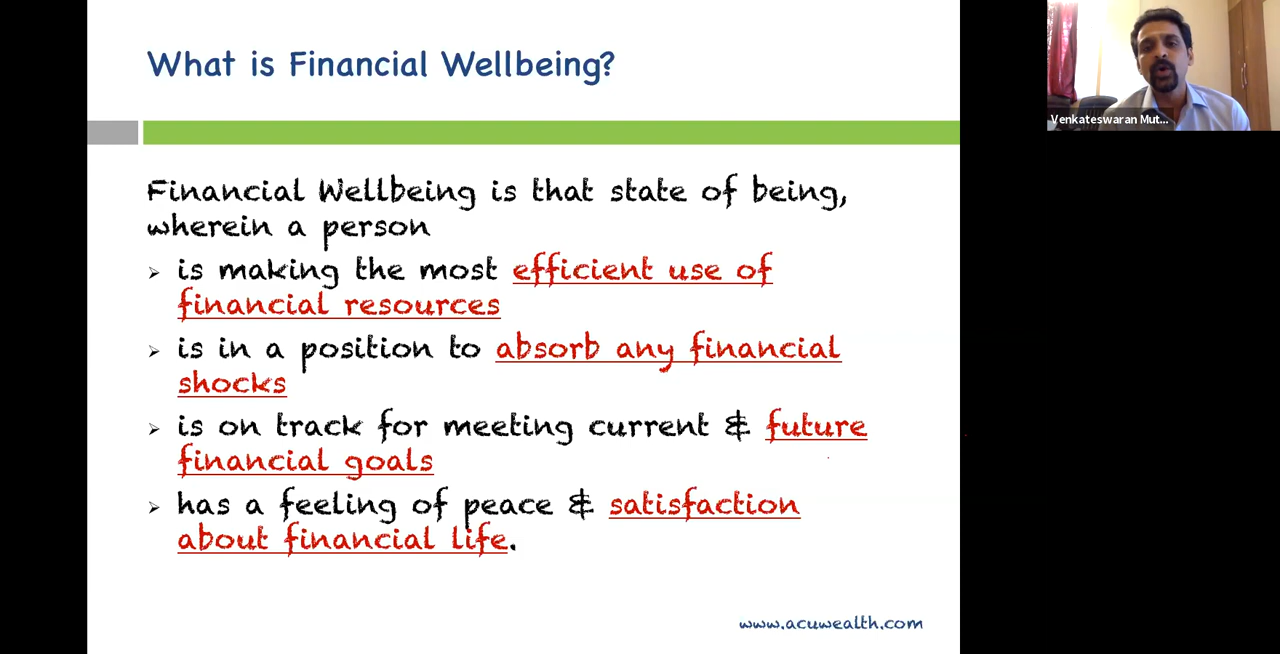 What is Financial Wellbeing?
Venkateswaran Mut...
Financial Wellbeing is that state of being,
wherein a person
is making the most efficient use of
financial resources
is in a position to absorb any financial
shocks
is on track for meeting current & future
financial goals
has a feeling of peace & satisfaction
about financial life.
www.acuwealth.com